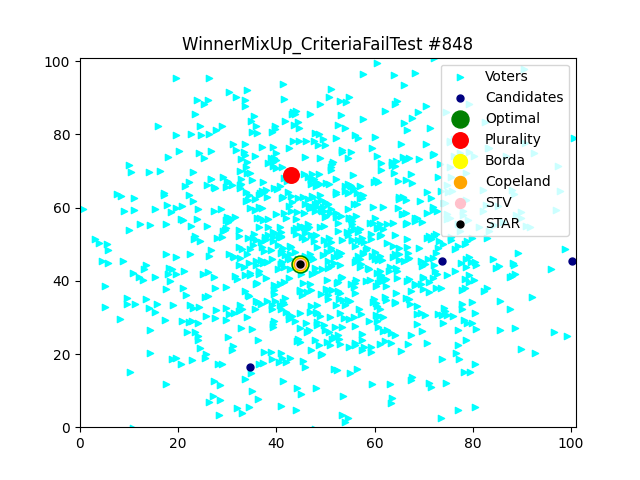 WinnerMixUp_CriteriaFailTest #848
100
80
60
40
20
0
0
20
40
60
80
100
Voters
Candidates
Optimal
Plurality
Borda
Copeland
STV
STAR